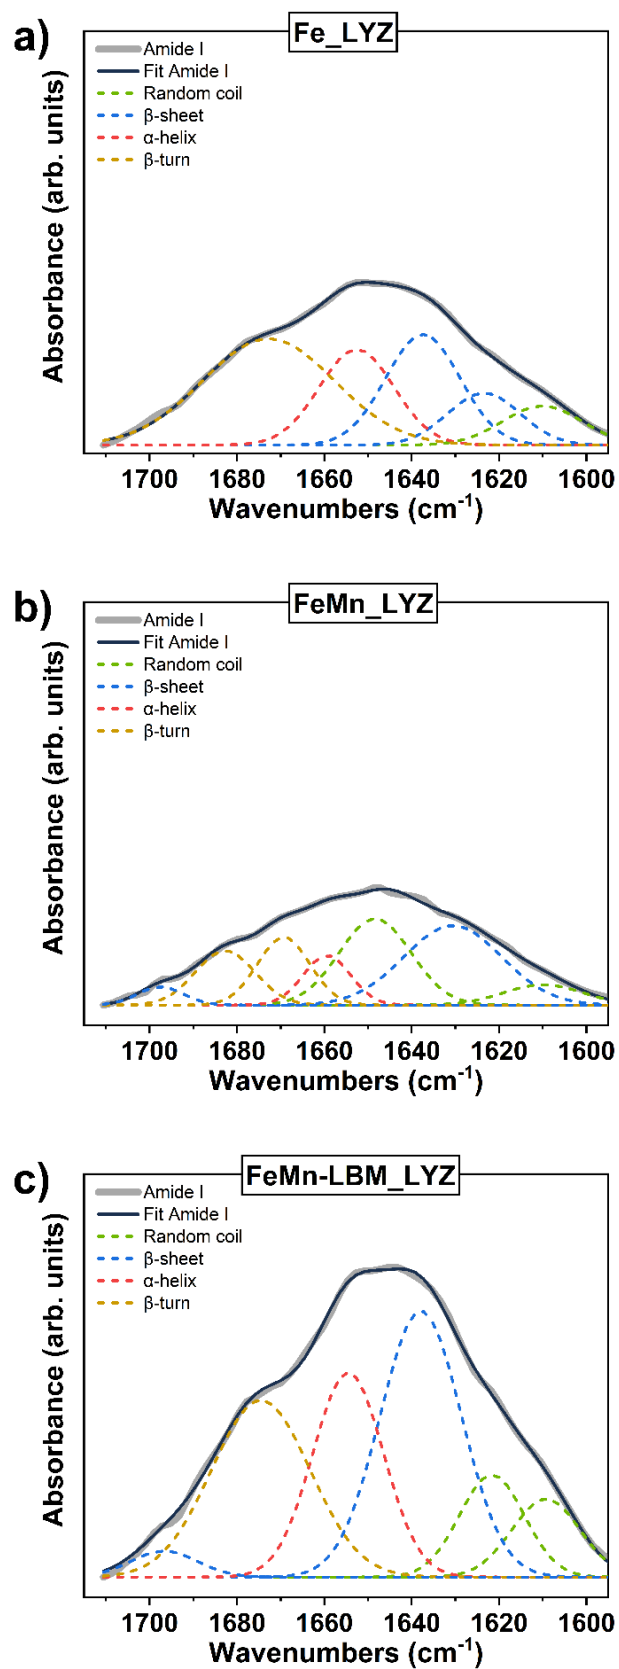 a)
Fe_LYZ
Amide I
Fit Amide I
Random coil
β-sheet
α-helix
β-turn
Absorbance (arb. units)
1700 1680 1660 1640 1620 1600
Wavenumbers (cm⁻¹)
b)
FeMn_LYZ
Amide I
Fit Amide I
Random coil
β-sheet
α-helix
β-turn
Absorbance (arb. units)
1700 1680 1660 1640 1620 1600
Wavenumbers (cm⁻¹)
c)
FeMn-LBM_LYZ
Amide I
Fit Amide I
Random coil
β-sheet
α-helix
β-turn
Absorbance (arb. units)
1700 1680 1660 1640 1620 1600
Wavenumbers (cm⁻¹)